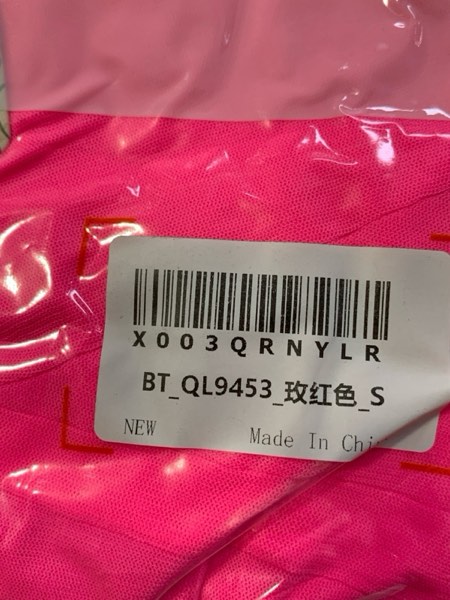 X003QRNYLR
BT_QL9453_玫红色_S
NEW
Made In Chi